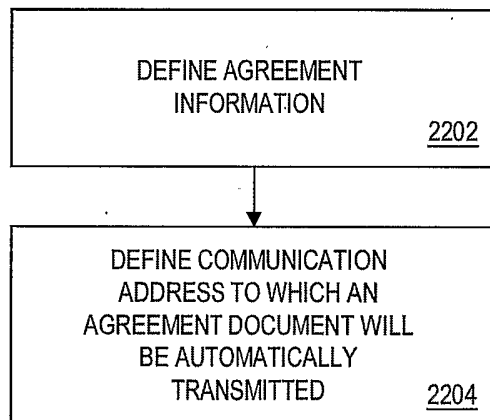 DEFINE AGREEMENT
INFORMATION
2202
DEFINE COMMUNICATION
ADDRESS TO WHICH AN
AGREEMENT DOCUMENT WILL
BE AUTOMATICALLY
TRANSMITTED
2204